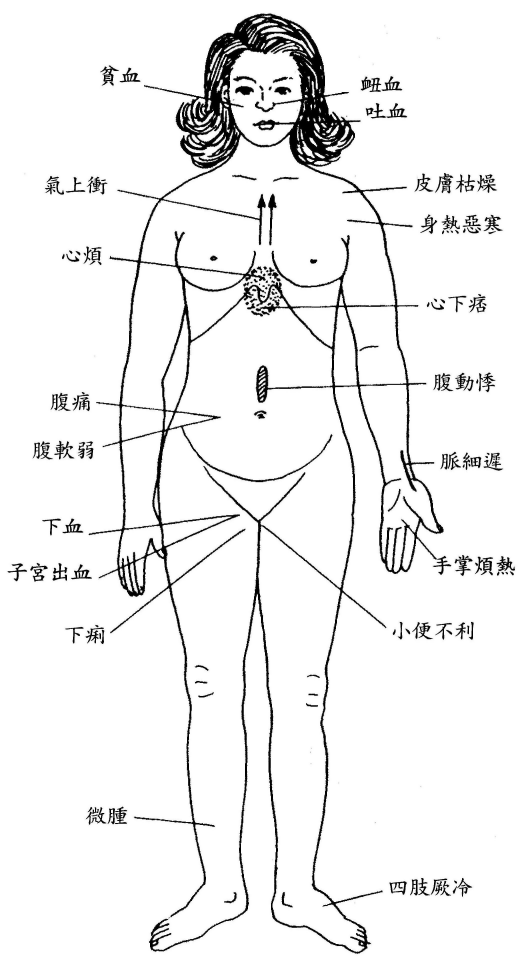 貧血
衄血
吐血
氣上衝
皮膚枯燥
身熱惡寒
心煩
心下痞
腹動悸
腹痛
腹軟弱
脈細遲
下血
子宮出血
手掌煩熱
下痢
小便不利
微腫
四肢厥冷